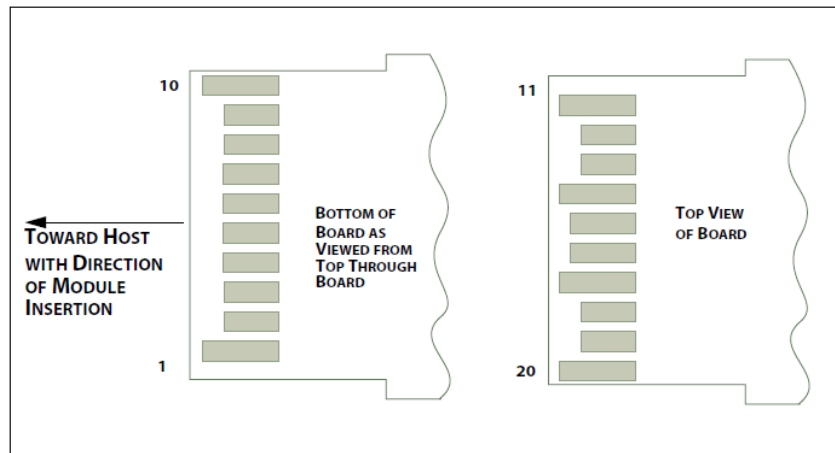 10
1
TOWARD HOST
WITH DIRECTION
OF MODULE
INSERTION
BOTTOM OF
BOARD AS
VIEWED FROM
TOP THROUGH
BOARD
11
20
TOP VIEW
OF BOARD